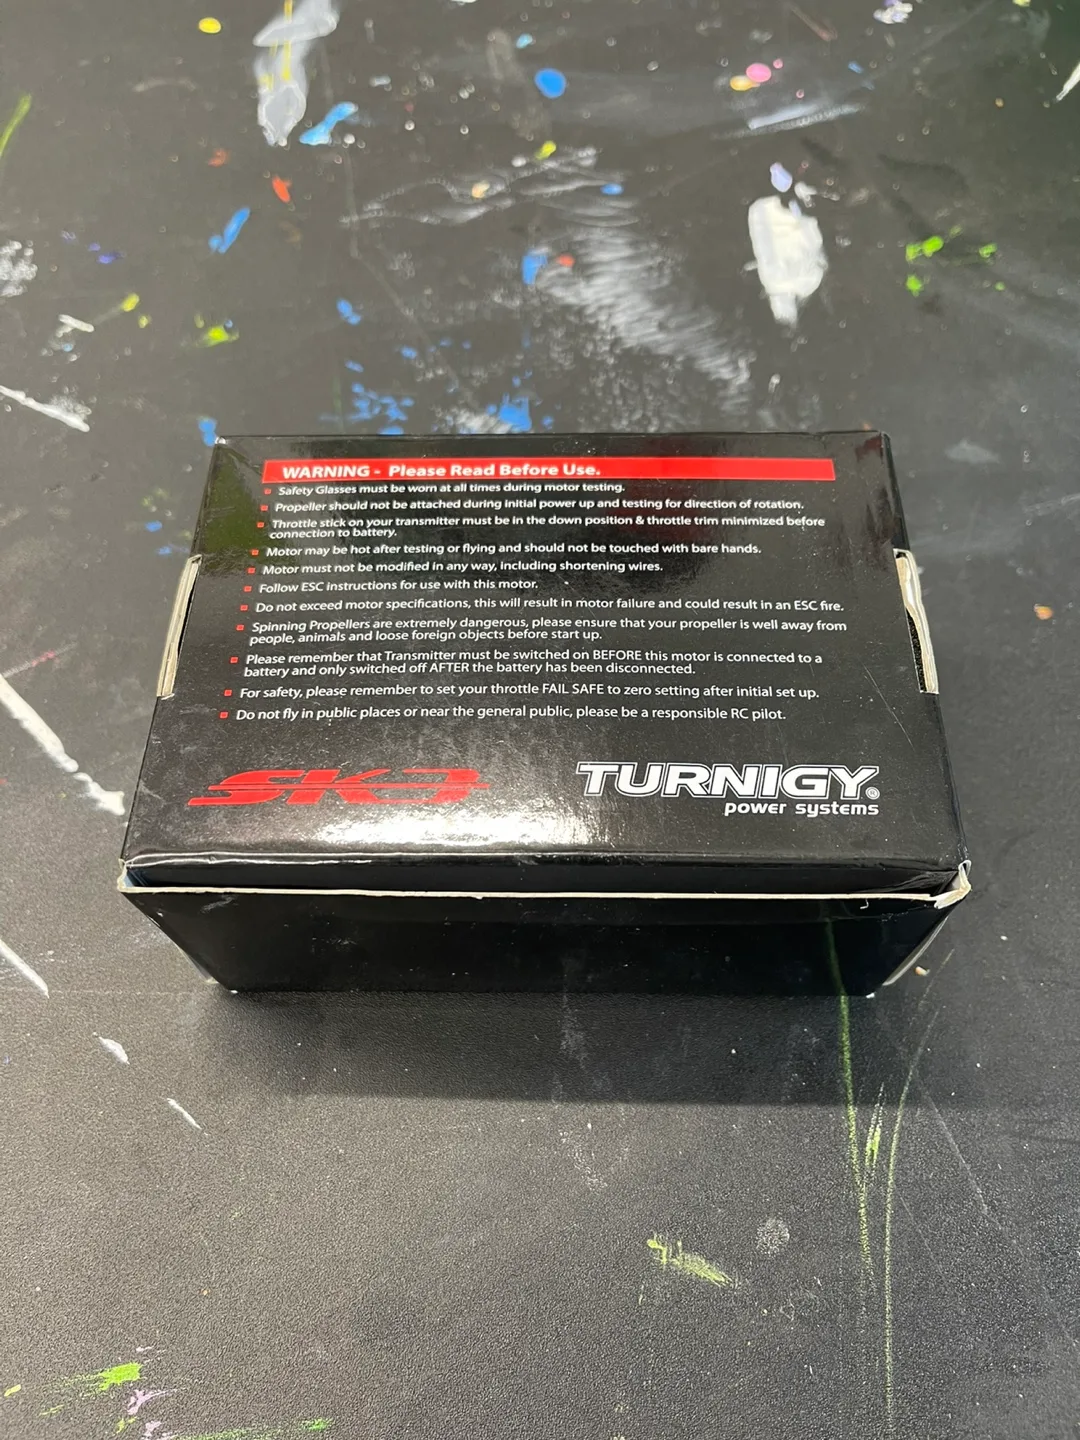 WARNING - Please Read Before Use.
Safety Glasses must be worn at all times during motor testing.
Propeller should not be attached during initial power up and testing for direction of rotation.
Throttle stick on your transmitter must be in the down position & throttle trim minimized before
connection to battery.
Motor may be hot after testing or flying and should not be touched with bare hands.
Motor must not be modified in any way, including shortening wires.
Follow ESC instructions for use with this motor.
Do not exceed motor specifications, this will result in motor failure and could result in an ESC fire.
Spinning Propellers are extremely dangerous, please ensure that your propeller is well away from
people, animals and loose foreign objects before start up.
Please remember that Transmitter must be switched on BEFORE this motor is connected to a
battery and only switched off AFTER the battery has been disconnected.
For safety, please remember to set your throttle FAIL SAFE to zero setting after initial set up.
Do not fly in public places or near the general public, please be a responsible RC pilot.
SK3 TURNIGY®
power systems